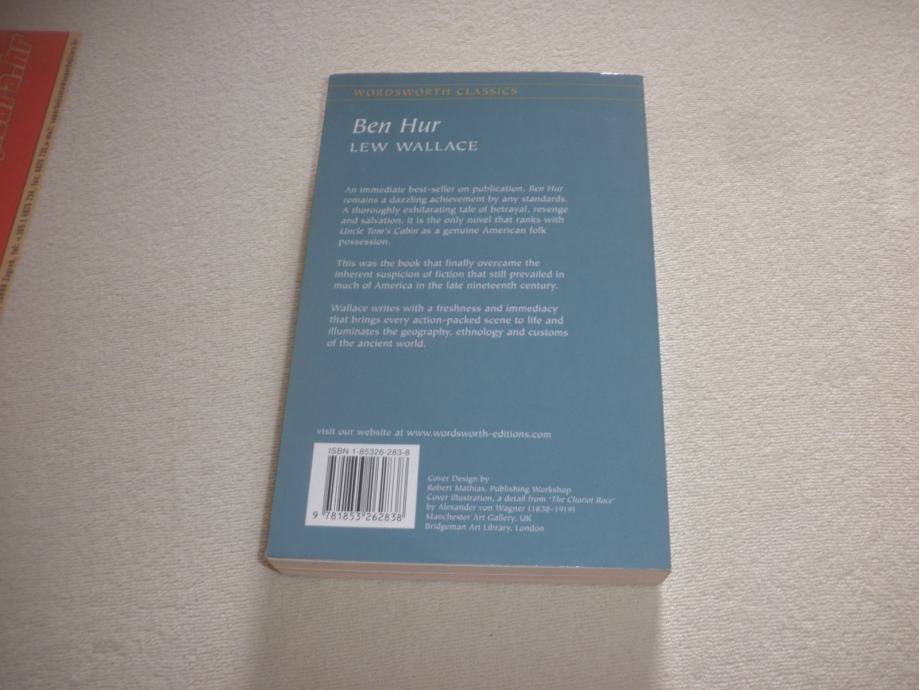 WORDSWORTH CLASSICS
Ben Hur
LEW WALLACE
An immediate best-seller on publication, Ben Hur
remains a dazzling achievement by any standards.
A thoroughly exhilarating tale of betrayal, revenge
and salvation, it is the only novel that ranks with
Uncle Tom's Cabin as a genuine American folk
possession.
This was the book that finally overcame the
inherent suspicion of fiction that still prevailed in
much of America in the late nineteenth century.
Wallace writes with a freshness and immediacy
that brings every action-packed scene to life and
illuminates the geography, ethnology and customs
of the ancient world.
visit our website at www.wordsworth-editions.com
ISBN 1-85326-283-8
9 781853 262838
Cover Design by
Robert Mathias, Publishing Workshop
Cover Illustration, a detail from 'The Chariot Race'
by Alexander von Wagner (1838-1919)
Manchester Art Gallery, UK
Bridgeman Art Library, London